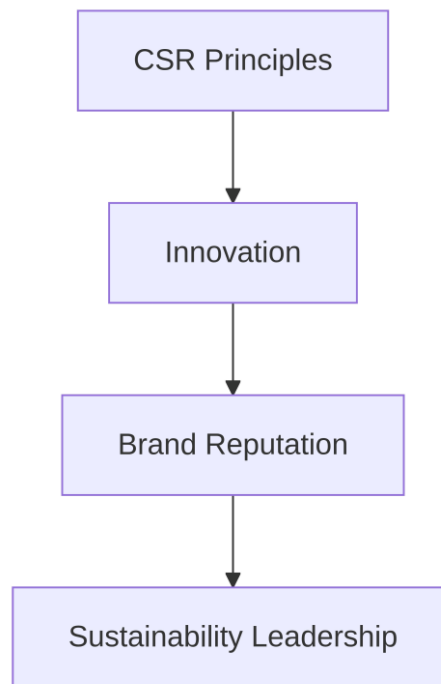 CSR Principles
Innovation
Brand Reputation
Sustainability Leadership